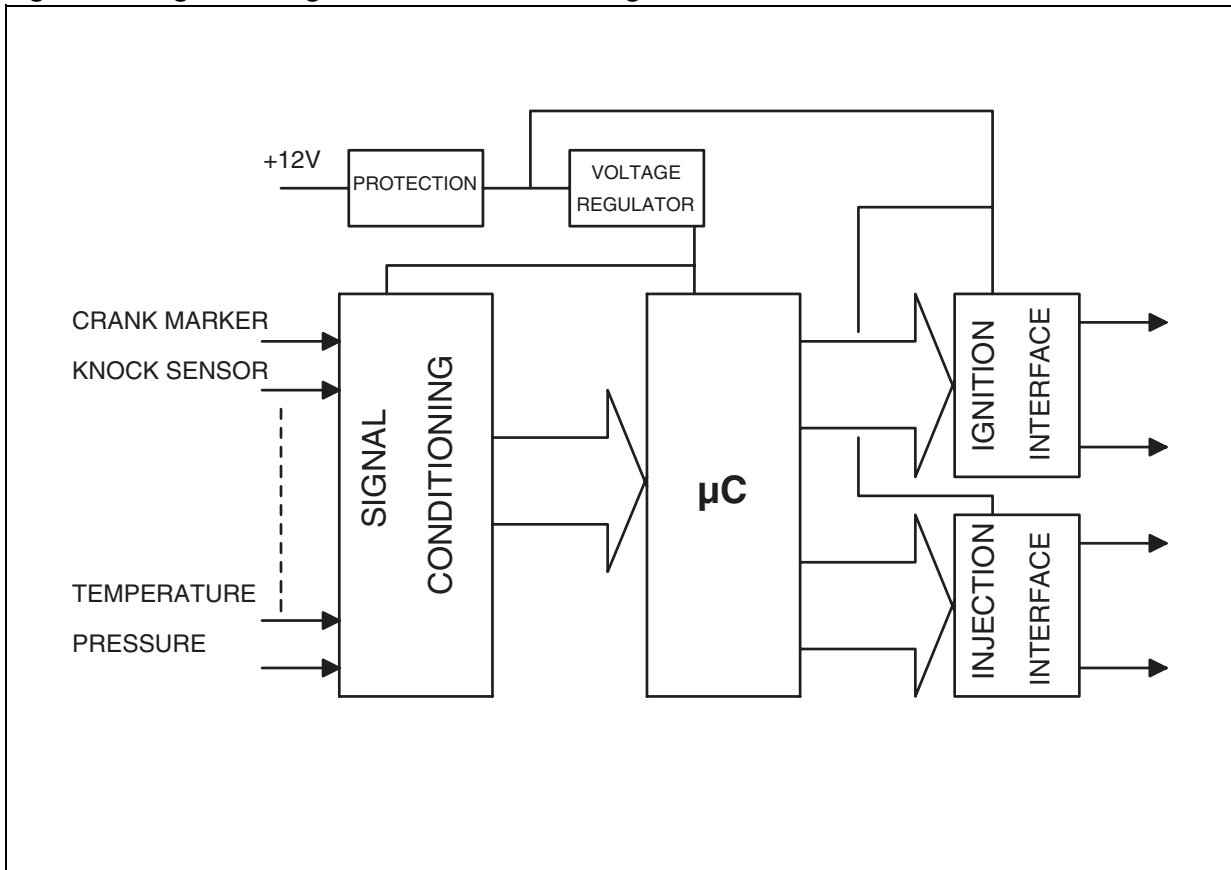 +12V
PROTECTION
VOLTAGE
REGULATOR
CRANK MARKER
KNOCK SENSOR
TEMPERATURE
PRESSURE
SIGNAL
CONDITIONING
µC
IGNITION
INTERFACE
INJECTION
INTERFACE